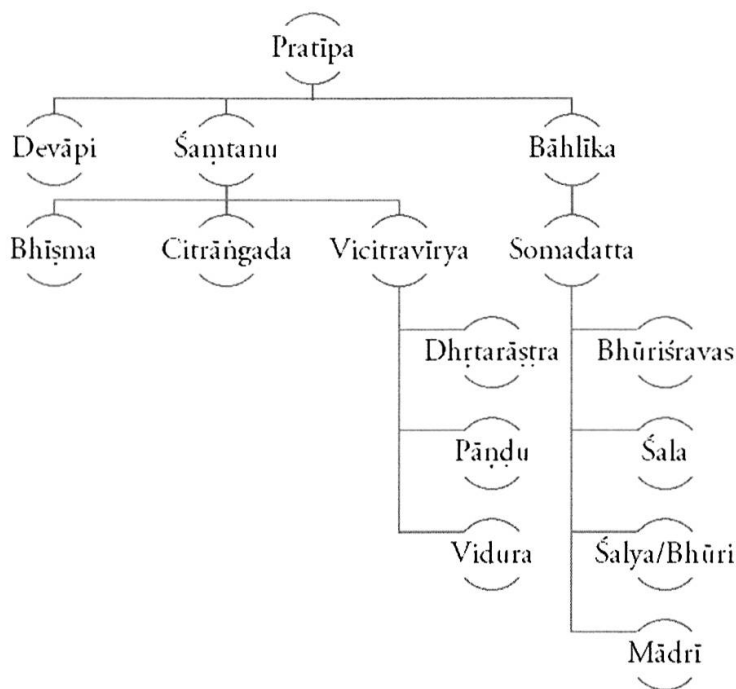 Pratīpa
Devāpi Śaṃtanu Bāhlīka
Bhīṣma Citrāṅgada Vicitravīrya Somadatta
Dhṛtarāṣṭra Bhūriśravas
Pāṇḍu Śala
Vidura Śalya/Bhūri
Mādrī